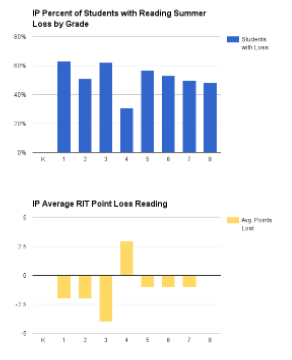 IP Percent of Students with Reading Summer
Loss by Grade
80%
60%
40%
20%
0%
K 1 2 3 4 5 6 7 8
Students
with Loss
IP Average RIT Point Loss Reading
5
2.5
0
-2.5
-5
K 1 2 3 4 5 6 7 8
Avg. Points
Lost